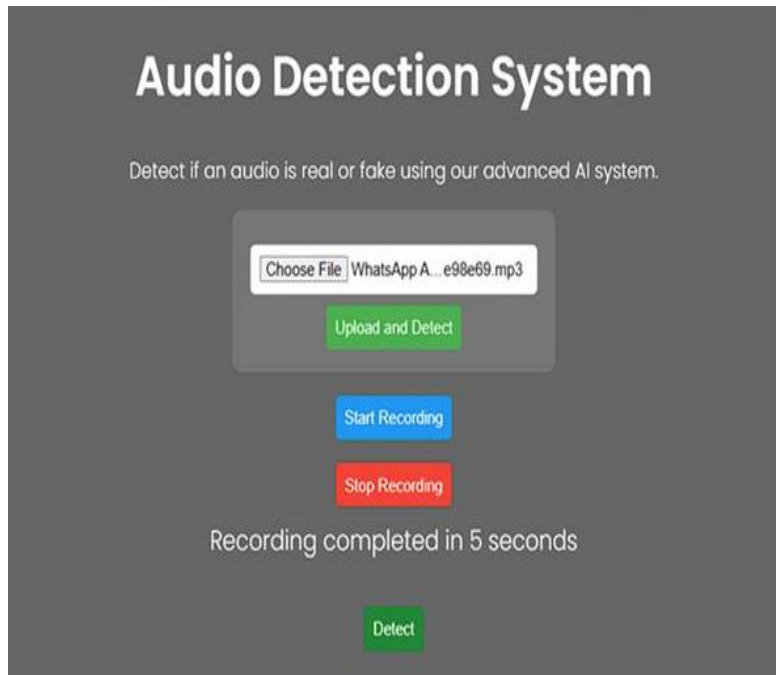 Audio Detection System
Detect if an audio is real or fake using our advanced AI system.
Choose File WhatsApp A...e98e69.mp3
Upload and Detect
Start Recording
Stop Recording
Recording completed in 5 seconds
Detect